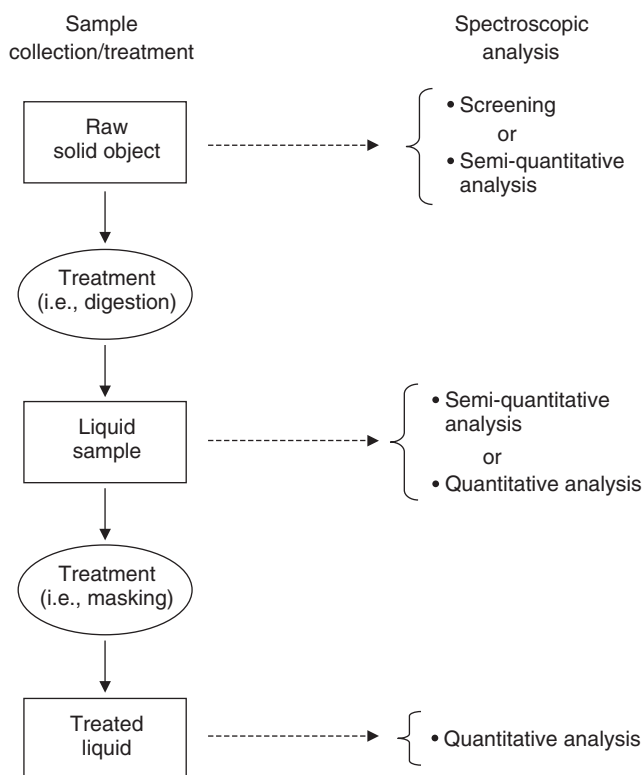 Sample
collection/treatment
Spectroscopic
analysis
Raw
solid object
• Screening
or
• Semi-quantitative
analysis
Treatment
(i.e., digestion)
Liquid
sample
• Semi-quantitative
analysis
or
• Quantitative analysis
Treatment
(i.e., masking)
Treated
liquid
• Quantitative analysis